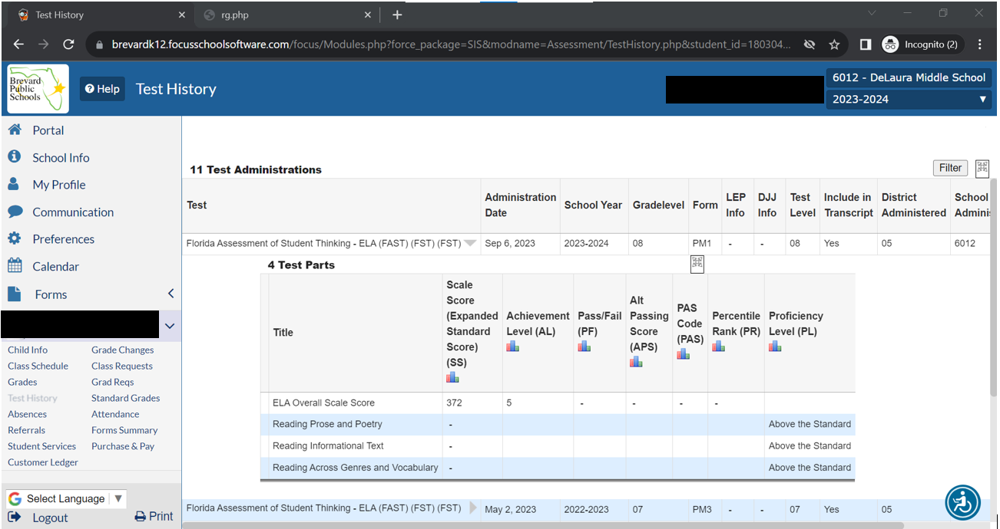 Test History
rg.php
brevardk12.focusschoolsoftware.com/focus/Modules.php?force_package=SIS&modname=Assessment/TestHistory.php&student_id=180304...
Incognito (2)
Brevard
Public
Schools
Help
Test History
6012 - DeLaura Middle School
2023-2024
Portal
School Info
My Profile
Communication
Preferences
Calendar
Forms
Child Info Grade Changes
Class Schedule Class Requests
Grades Grad Reqs
Test History Standard Grades
Absences Attendance
Referrals Forms Summary
Student Services Purchase & Pay
Customer Ledger
Select Language
Logout Print
11 Test Administrations
Filter
Test
Administration
Date
School Year
Gradelevel
Form
LEP
Info
DJJ
Info
Test
Level
Include in
Transcript
District
Administered
School
Adminis
Florida Assessment of Student Thinking - ELA (FAST) (FST) (FST) Sep 6, 2023 2023-2024 08 PM1 - - 08 Yes 05 6012
4 Test Parts
Title
Scale
Score
(Expanded
Standard
Score)
(SS)
Achievement
Level (AL)
Pass/Fail
(PF)
Alt
Passing
Score
(APS)
PAS
Code
(PAS)
Percentile
Rank (PR)
Proficiency
Level (PL)
ELA Overall Scale Score 372 5 - - - -
Reading Prose and Poetry - Above the Standard
Reading Informational Text - Above the Standard
Reading Across Genres and Vocabulary - Above the Standard
Florida Assessment of Student Thinking - ELA (FAST) (FST) (FST) May 2, 2023 2022-2023 07 PM3 - - 07 Yes 05